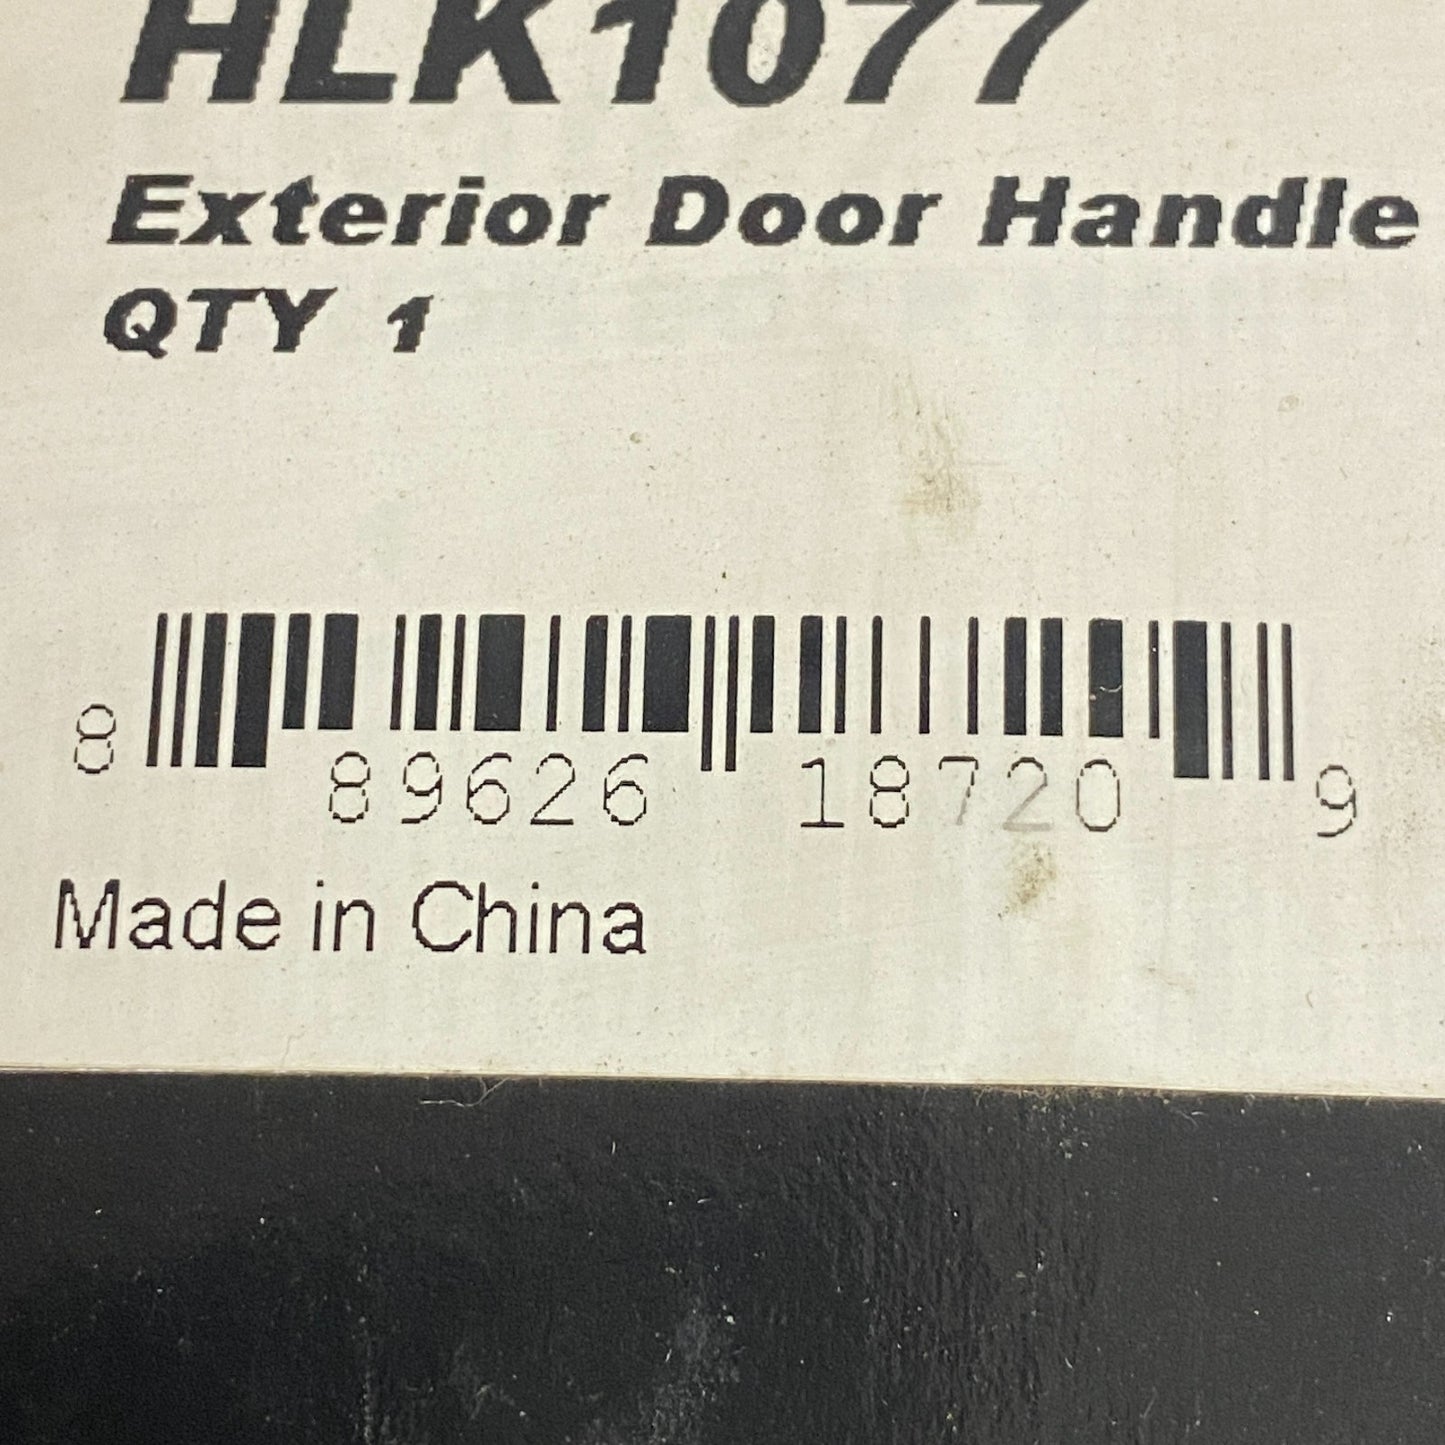 HLK1077
Exterior Door Handle
QTY 1
8 89626 18720 9
Made in China